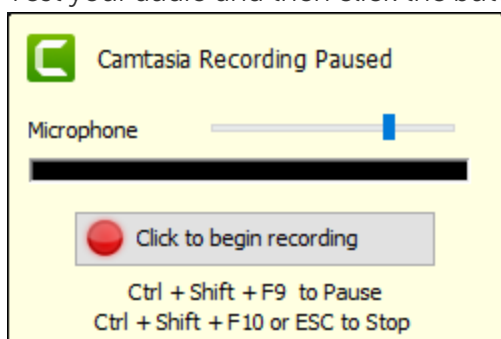 Camtasia Recording Paused
Microphone
Click to begin recording
Ctrl + Shift + F9 to Pause
Ctrl + Shift + F10 or ESC to Stop